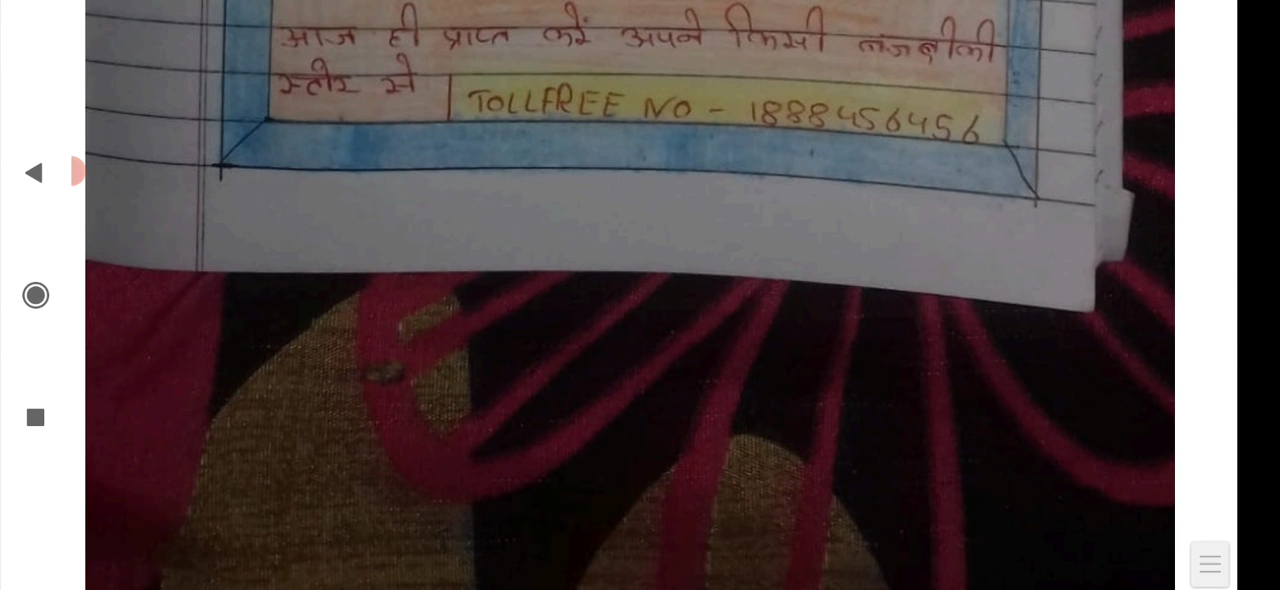 आज ही प्राप्त करें अपने किसी नजदीकी
स्टोर से
TOLLFREE NO - 1888456456